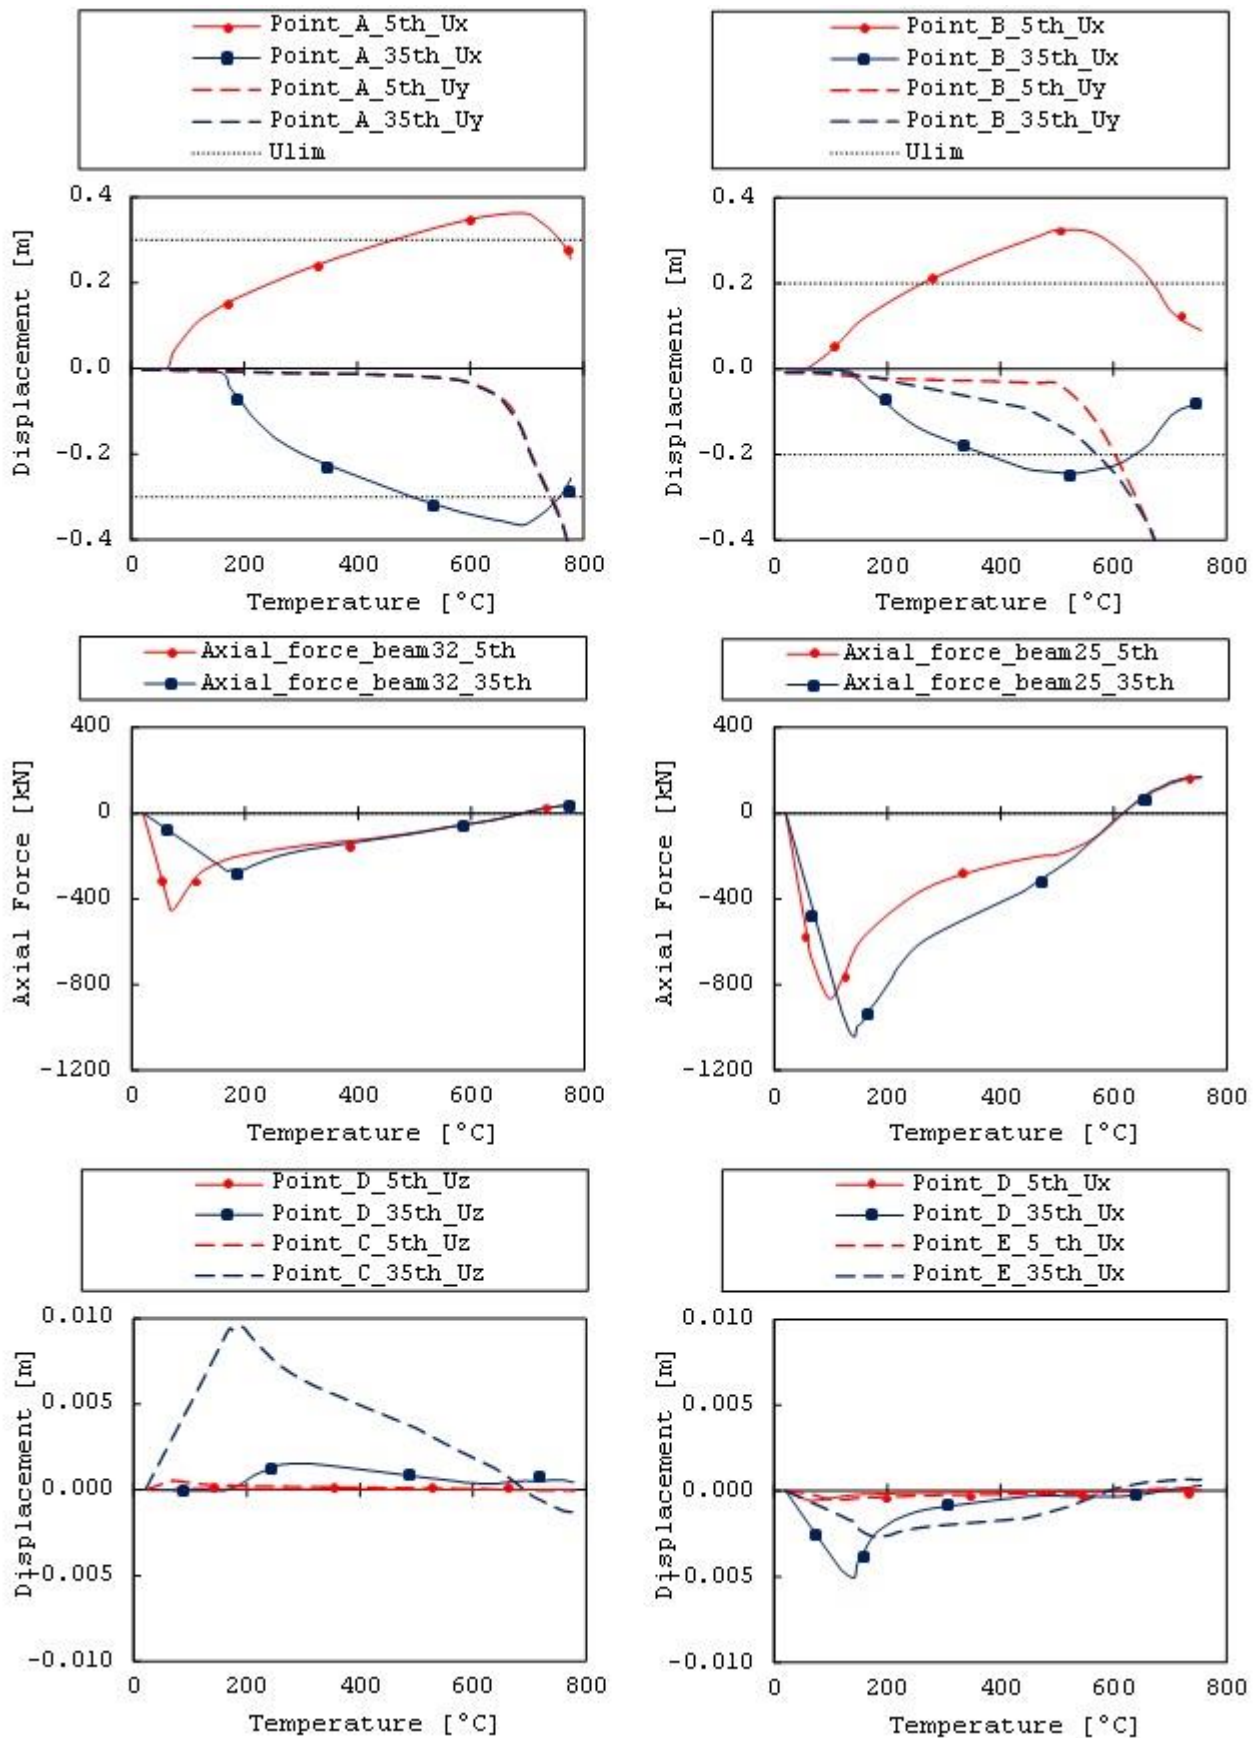 Point_A_5th_Ux
Point_A_35th_Ux
Point_A_5th_Uy
Point_A_35th_Uy
Ulim
0.4
0.2
0.0
-0.2
-0.4
Displacement [m]
0 200 400 600 800
Temperature [°C]
Point_B_5th_Ux
Point_B_35th_Ux
Point_B_5th_Uy
Point_B_35th_Uy
Ulim
0.4
0.2
0.0
-0.2
-0.4
Displacement [m]
0 200 400 600 800
Temperature [°C]
Axial_force_beam32_5th
Axial_force_beam32_35th
400
0
-400
-800
-1200
Axial Force [kN]
0 200 400 600 800
Temperature [°C]
Axial_force_beam25_5th
Axial_force_beam25_35th
400
0
-400
-800
-1200
Axial Force [kN]
0 200 400 600 800
Temperature [°C]
Point_D_5th_Uz
Point_D_35th_Uz
Point_C_5th_Uz
Point_C_35th_Uz
0.010
0.005
0.000
-0.005
-0.010
Displacement [m]
0 200 400 600 800
Temperature [°C]
Point_D_5th_Ux
Point_D_35th_Ux
Point_E_5_th_Ux
Point_E_35th_Ux
0.010
0.005
0.000
-0.005
-0.010
Displacement [m]
0 200 400 600 800
Temperature [°C]